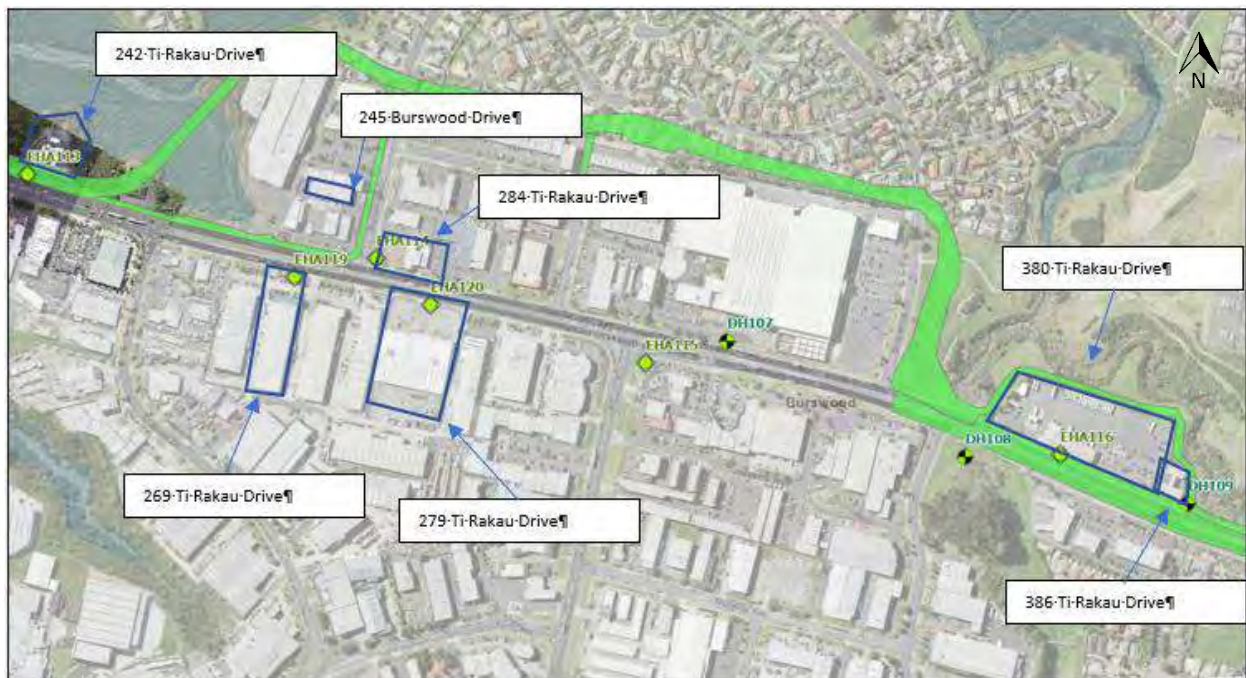 242·Ti·Rakau·Drive¶
N
245·Burswood·Drive¶
EHA113
284·Ti·Rakau·Drive¶
EHA114
EHA119
380·Ti·Rakau·Drive¶
EHA120
DH107
EHA115
Burswood
EHA116
DH108
269·Ti·Rakau·Drive¶
DH109
279·Ti·Rakau·Drive¶
386·Ti·Rakau·Drive¶